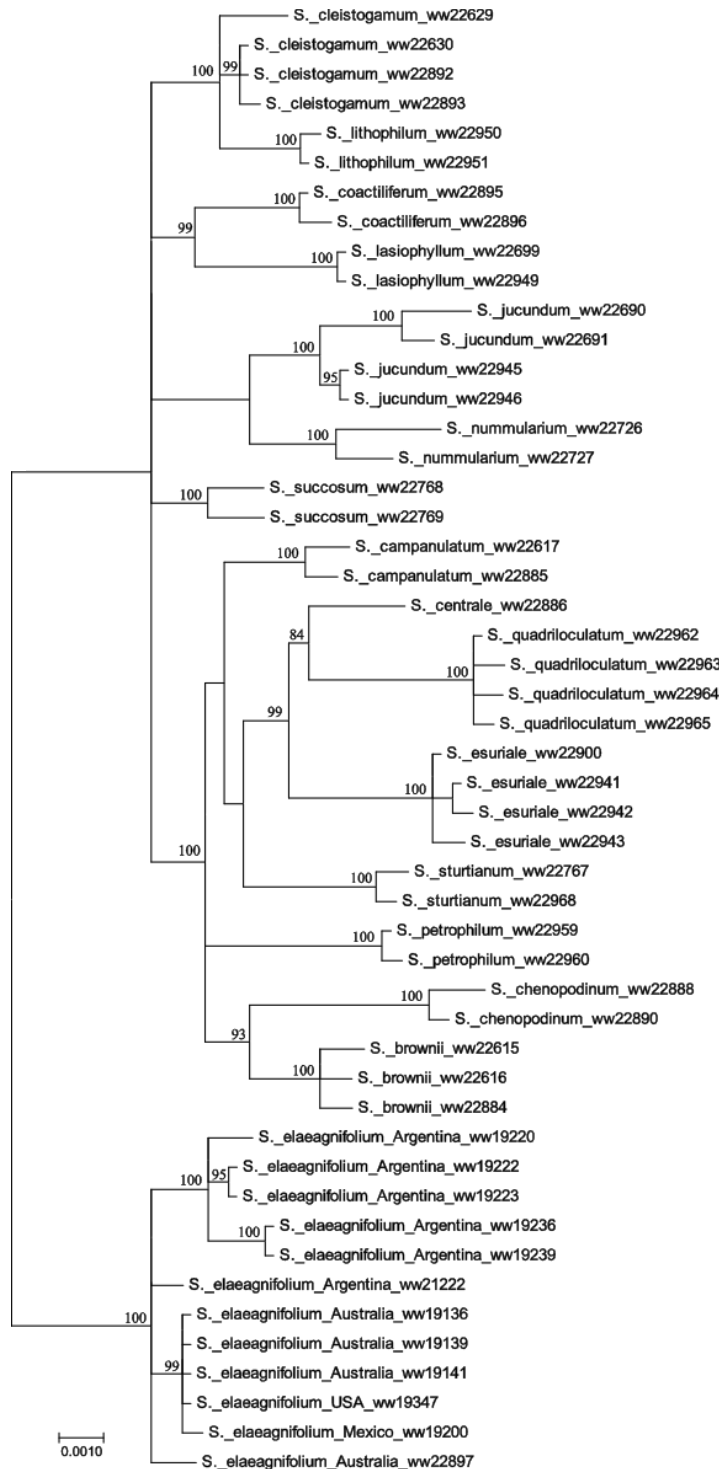 S._cleistogamum_ww22629
S._cleistogamum_ww22630
100
99
S._cleistogamum_ww22892
S._cleistogamum_ww22893
S._lithophilum_ww22950
100
S._lithophilum_ww22951
S._coactiliferum_ww22895
100
S._coactiliferum_ww22896
99
S._lasiophyllum_ww22699
100
S._lasiophyllum_ww22949
S._jucundum_ww22690
100
S._jucundum_ww22691
100
S._jucundum_ww22945
95
S._jucundum_ww22946
S._nummularium_ww22726
100
S._nummularium_ww22727
S._succosum_ww22768
100
S._succosum_ww22769
S._campanulatum_ww22617
100
S._campanulatum_ww22885
S._centrale_ww22886
84
S._quadriloculatum_ww22962
S._quadriloculatum_ww22963
100
S._quadriloculatum_ww22964
99
S._quadriloculatum_ww22965
S._esuriale_ww22900
S._esuriale_ww22941
100
S._esuriale_ww22942
S._esuriale_ww22943
100
S._sturtianum_ww22767
100
S._sturtianum_ww22968
S._petrophilum_ww22959
100
S._petrophilum_ww22960
S._chenopodinum_ww22888
100
S._chenopodinum_ww22890
93
S._brownii_ww22615
100
S._brownii_ww22616
S._brownii_ww22884
S._elaeagnifolium_Argentina_ww19220
S._elaeagnifolium_Argentina_ww19222
100
95
S._elaeagnifolium_Argentina_ww19223
S._elaeagnifolium_Argentina_ww19236
100
S._elaeagnifolium_Argentina_ww19239
S._elaeagnifolium_Argentina_ww21222
100
S._elaeagnifolium_Australia_ww19136
S._elaeagnifolium_Australia_ww19139
99
S._elaeagnifolium_Australia_ww19141
S._elaeagnifolium_USA_ww19347
S._elaeagnifolium_Mexico_ww19200
0.0010
S._elaeagnifolium_Australia_ww22897